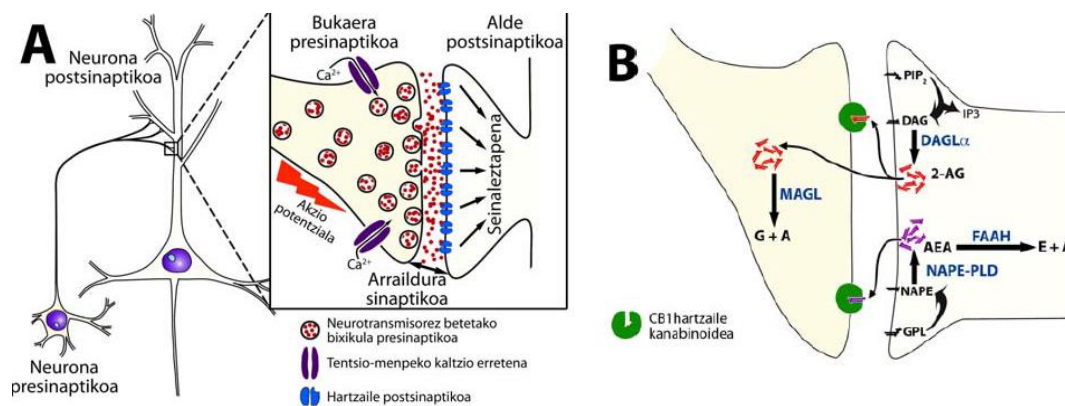 A
Neurona
postsinaptikoa
Neurona
presinaptikoa
Bukaera
presinaptikoa
Alde
postsinaptikoa
Ca2+
Akzio
potentziala
Ca2+
Seinaleztapena
Arraildura
sinaptikoa
Neurotransmisorez betetako
bixikula presinaptikoa
Tentsio-menpeko kaltzio erretena
Hartzaile postsinaptikoa
B
PIP2
IP3
DAG
DAGLα
2-AG
MAGL
G + A
FAAH
AEA
E + A
NAPE-PLD
NAPE
GPL
CB1hartzaile
kanabinoidea